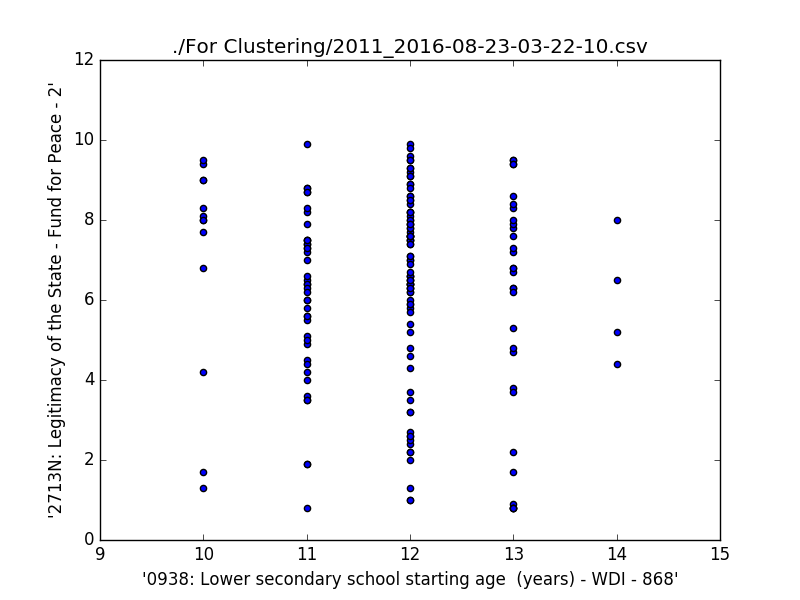 ./For Clustering/2011_2016-08-23-03-22-10.csv
'2713N: Legitimacy of the State - Fund for Peace - 2'
12
10
8
6
4
2
0
9 10 11 12 13 14 15
'0938: Lower secondary school starting age  (years) - WDI - 868'